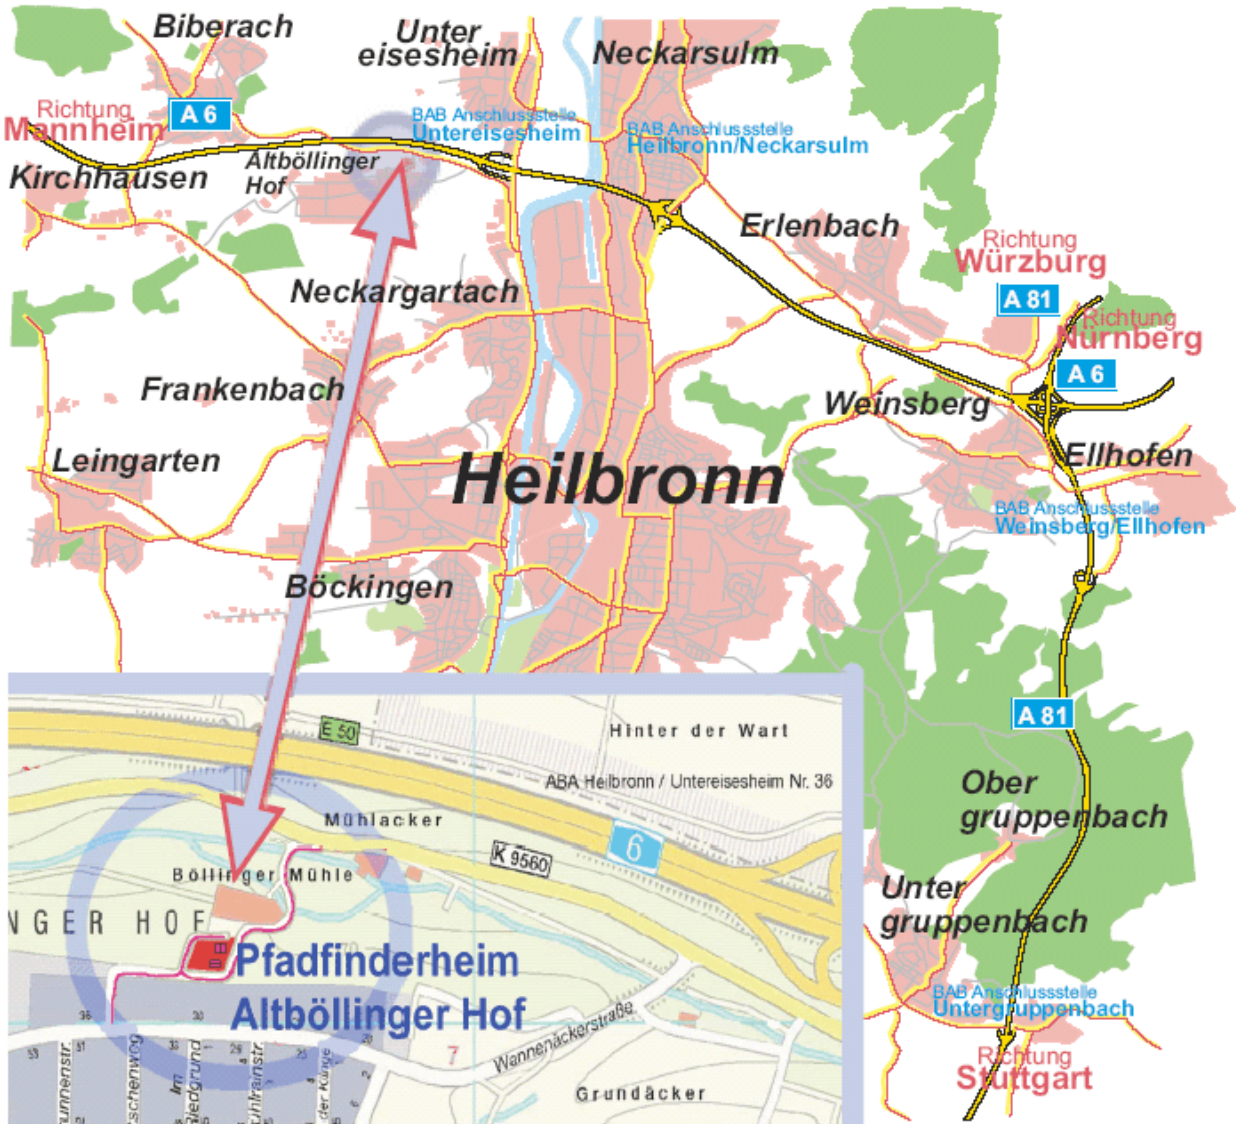 Biberach
Unter
eisesheim
Neckarsulm
Richtung
Mannheim
A 6
BAB Anschlussstelle
Untereisesheim
BAB Anschlussstelle
Heilbronn/Neckarsulm
Kirchhausen
Altböllinger
Hof
Erlenbach
Richtung
Würzburg
A 81
Neckargartach
Richtung
Nürnberg
A 6
Frankenbach
Weinsberg
Leingarten
Heilbronn
Ellhofen
BAB Anschlussstelle
Weinsberg/Ellhofen
Böckingen
A 81
E 50
Hinter der Wart
ABA Heilbronn / Untereisesheim Nr. 36
Ober
gruppenbach
Mühlacker
6
K 9560
Böllinger Mühle
Unter
gruppenbach
NGER HOF
Pfadfinderheim
Altböllinger Hof
BAB Anschlussstelle
Untergruppenbach
36
30
Wannenäckerstraße
7
Richtung
Stuttgart
Grundäcker